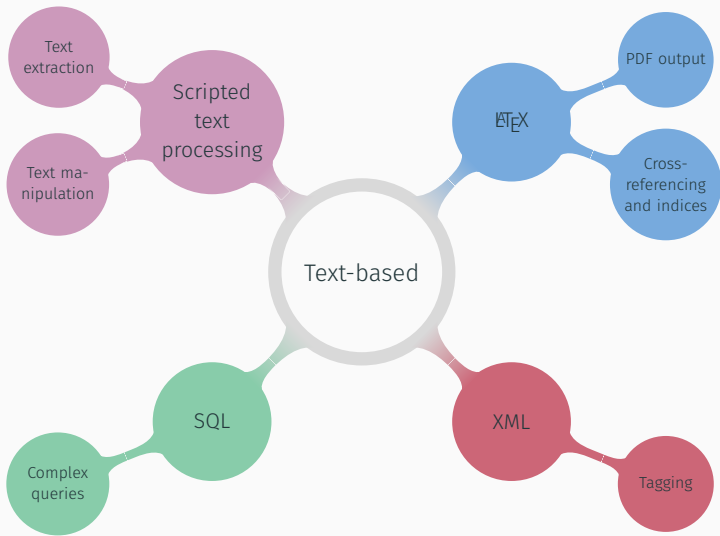 Text
extraction
Scripted
text
processing
Text ma-
nipulation
LATEX
PDF output
Cross-
referencing
and indices
Text-based
SQL
Complex
queries
XML
Tagging